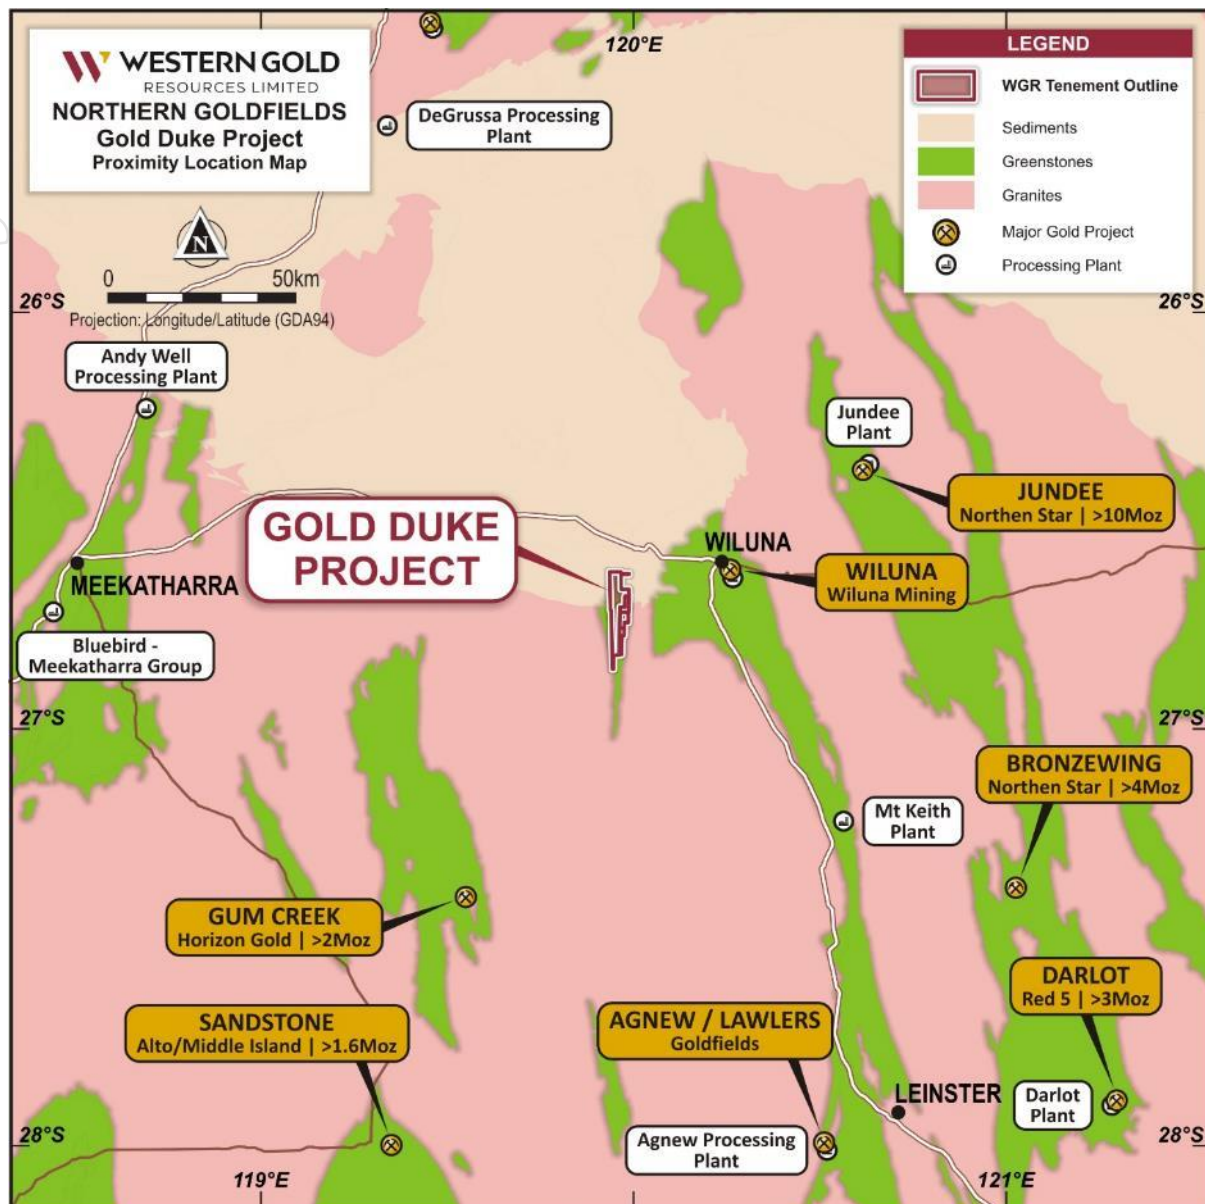 WESTERN GOLD
RESOURCES LIMITED
NORTHERN GOLDFIELDS
Gold Duke Project
Proximity Location Map
N
0 50km
Projection: Longitude/Latitude (GDA94)
120°E
LEGEND
WGR Tenement Outline
Sediments
Greenstones
Granites
Major Gold Project
Processing Plant
DeGrussa Processing
Plant
26°S
26°S
Andy Well
Processing Plant
Jundee
Plant
JUNDEE
Northen Star | >10Moz
GOLD DUKE
PROJECT
WILUNA
WILUNA
Wiluna Mining
MEEKATHARRA
Bluebird -
Meekatharra Group
27°S
27°S
BRONZEWING
Northen Star | >4Moz
Mt Keith
Plant
GUM CREEK
Horizon Gold | >2Moz
DARLOT
Red 5 | >3Moz
SANDSTONE
Alto/Middle Island | >1.6Moz
AGNEW / LAWLERS
Goldfields
LEINSTER
Darlot
Plant
Agnew Processing
Plant
28°S
28°S
119°E
121°E